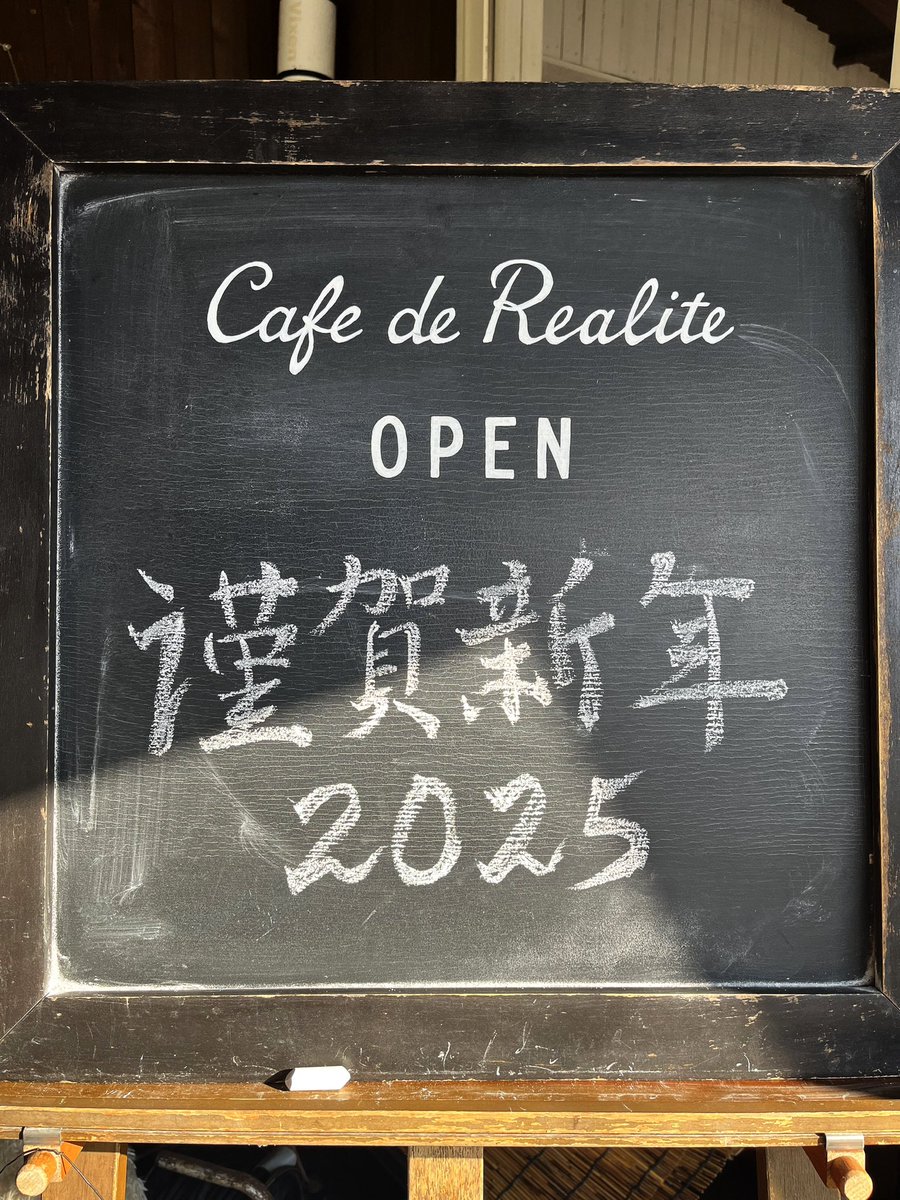 Cafe de Realite
OPEN
謹賀新年
2025